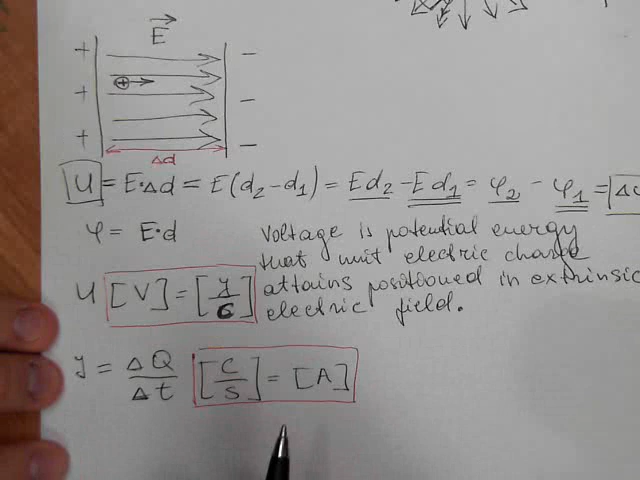 E
+ −
⊕
+ −
+ −
Δd
U = E·Δd = E(d₂-d₁) = Ed₂ - Ed₁ = φ₂ - φ₁ =
φ = E·d
Voltage is potential energy
that unit electric charge
attains positioned in extrinsic
electric field.
U [V] = [J/C]
J = ΔQ/Δt [C/S] = [A]